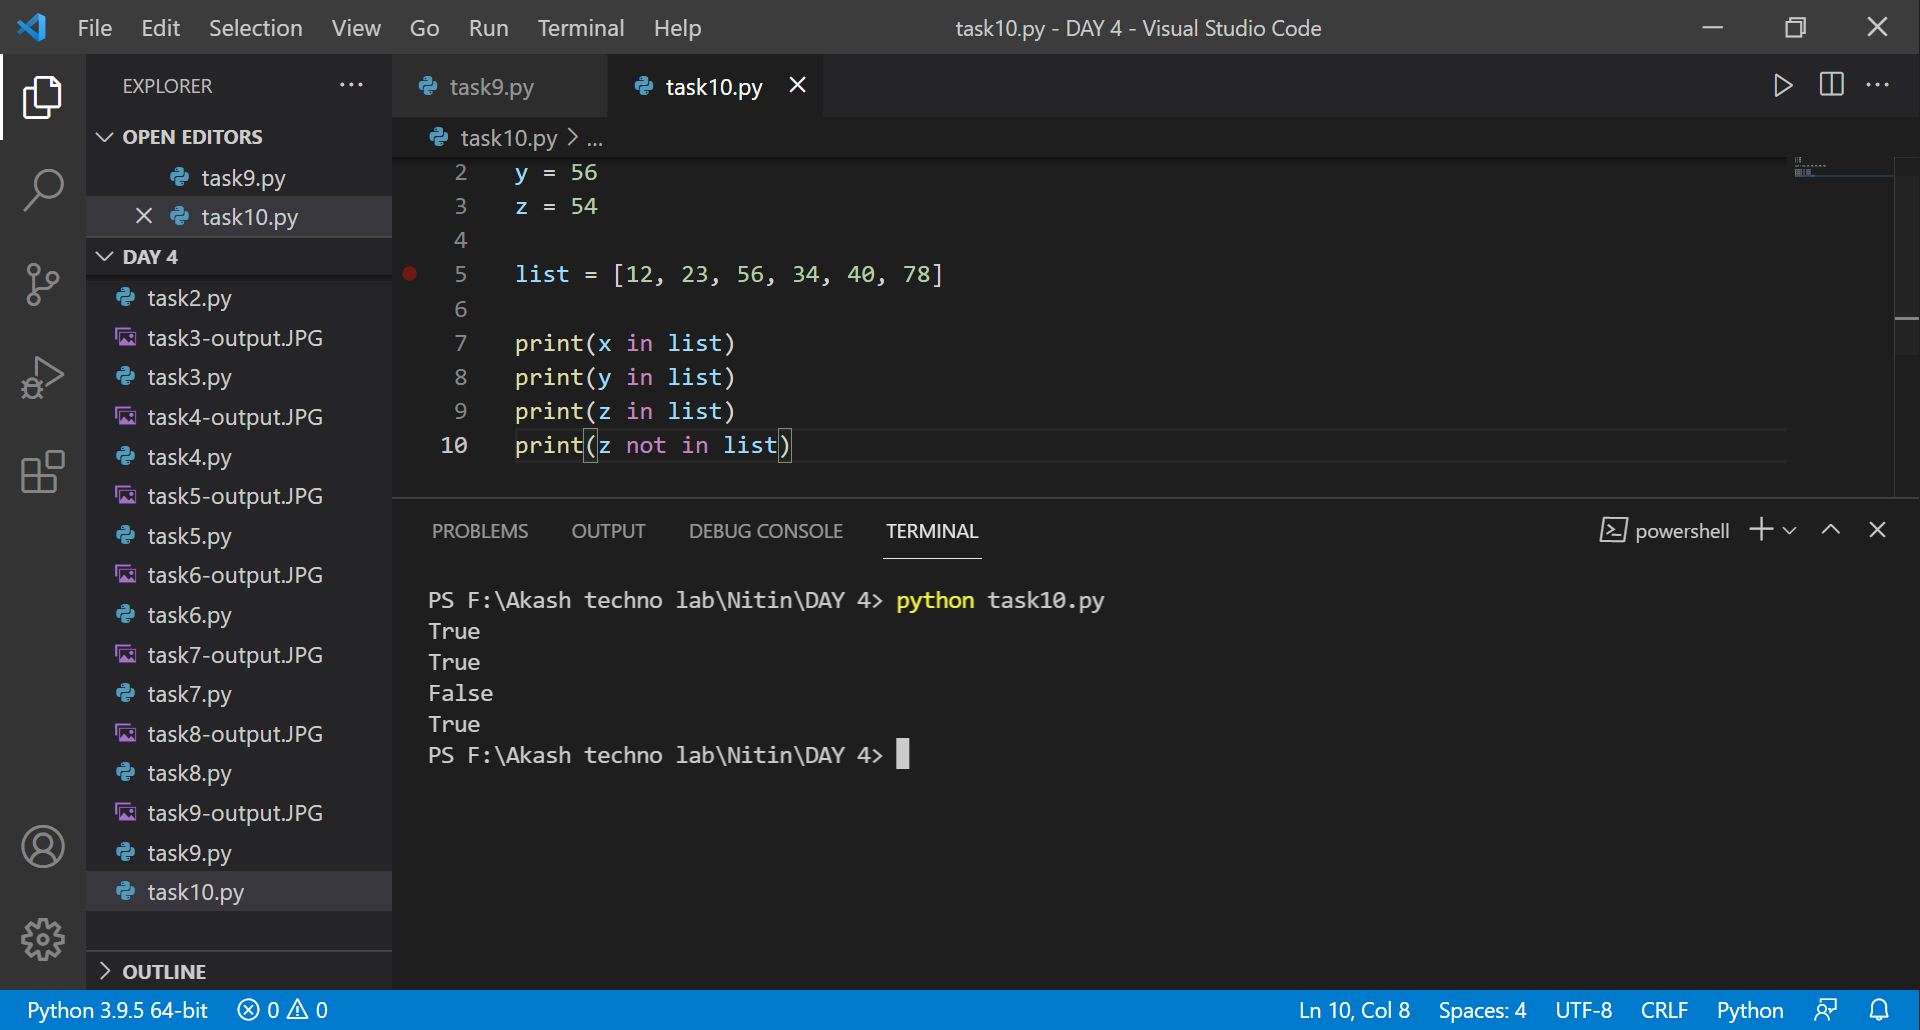 File Edit Selection View Go Run Terminal Help task10.py - DAY 4 - Visual Studio Code
EXPLORER
OPEN EDITORS
task9.py
task10.py
DAY 4
task2.py
task3-output.JPG
task3.py
task4-output.JPG
task4.py
task5-output.JPG
task5.py
task6-output.JPG
task6.py
task7-output.JPG
task7.py
task8-output.JPG
task8.py
task9-output.JPG
task9.py
task10.py
OUTLINE
task9.py task10.py
task10.py > ...
2 y = 56
3 z = 54
4
5 list = [12, 23, 56, 34, 40, 78]
6
7 print(x in list)
8 print(y in list)
9 print(z in list)
10 print(z not in list)
PROBLEMS OUTPUT DEBUG CONSOLE TERMINAL powershell
PS F:\Akash techno lab\Nitin\DAY 4> python task10.py
True
True
False
True
PS F:\Akash techno lab\Nitin\DAY 4>
Python 3.9.5 64-bit 0 0 Ln 10, Col 8 Spaces: 4 UTF-8 CRLF Python